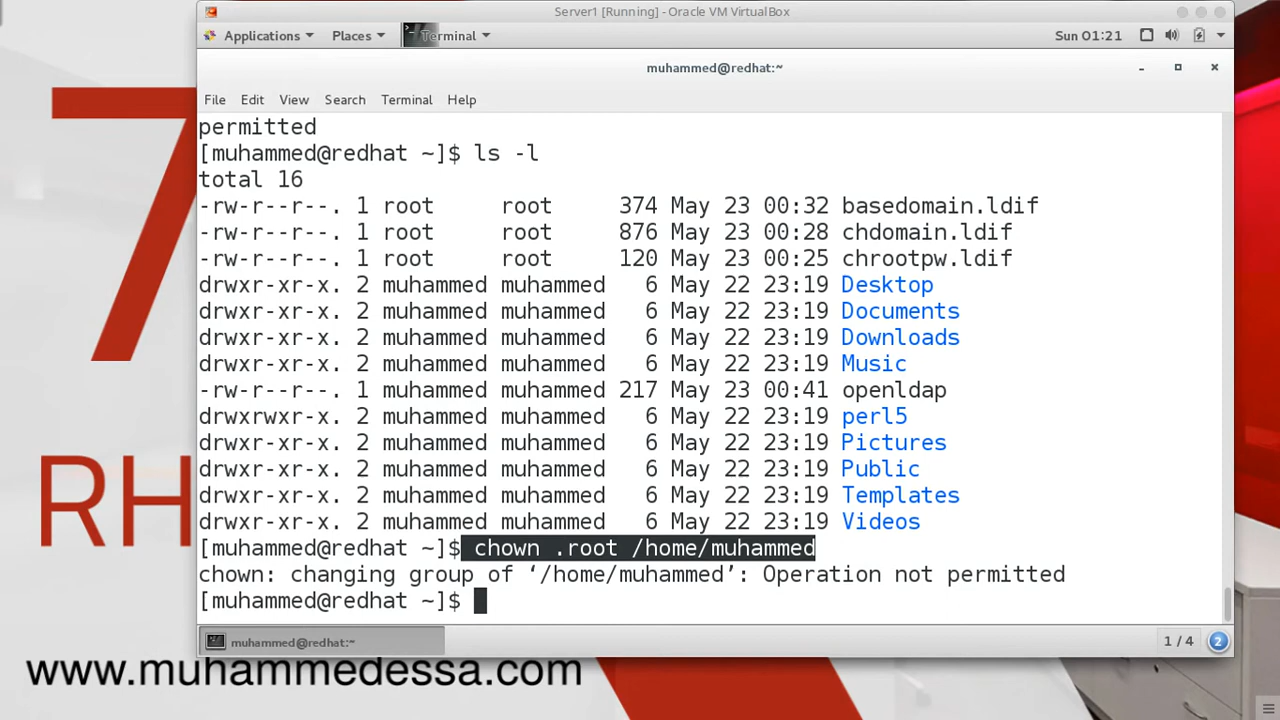 Server1 [Running] - Oracle VM VirtualBox
Applications Places Terminal Sun 01:21
muhammed@redhat:~
File Edit View Search Terminal Help
permitted
[muhammed@redhat ~]$ ls -l
total 16
-rw-r--r--. 1 root root 374 May 23 00:32 basedomain.ldif
-rw-r--r--. 1 root root 876 May 23 00:28 chdomain.ldif
-rw-r--r--. 1 root root 120 May 23 00:25 chrootpw.ldif
drwxr-xr-x. 2 muhammed muhammed 6 May 22 23:19 Desktop
drwxr-xr-x. 2 muhammed muhammed 6 May 22 23:19 Documents
drwxr-xr-x. 2 muhammed muhammed 6 May 22 23:19 Downloads
drwxr-xr-x. 2 muhammed muhammed 6 May 22 23:19 Music
-rw-r--r--. 1 muhammed muhammed 217 May 23 00:41 openldap
drwxrwxr-x. 2 muhammed muhammed 6 May 22 23:19 perl5
drwxr-xr-x. 2 muhammed muhammed 6 May 22 23:19 Pictures
drwxr-xr-x. 2 muhammed muhammed 6 May 22 23:19 Public
drwxr-xr-x. 2 muhammed muhammed 6 May 22 23:19 Templates
drwxr-xr-x. 2 muhammed muhammed 6 May 22 23:19 Videos
[muhammed@redhat ~]$ chown .root /home/muhammed
chown: changing group of ‘/home/muhammed’: Operation not permitted
[muhammed@redhat ~]$
muhammed@redhat:~ 1 / 4 2
7
RH
www.muhammedessa.com